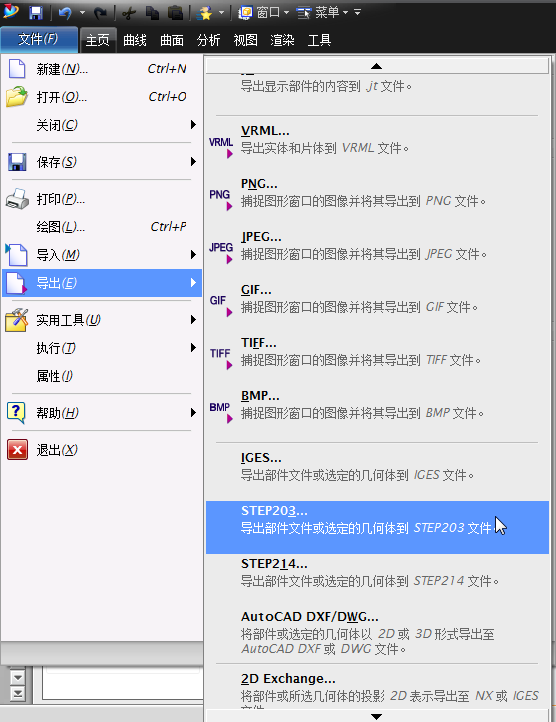 窗口
菜单
文件(F)
主页
曲线
曲面
分析
视图
渲染
工具
新建(N)... Ctrl+N
打开(O)... Ctrl+O
关闭(C)
保存(S)
打印(P)...
绘图(L)... Ctrl+P
导入(M)
导出(E)
实用工具(U)
执行(T)
属性(I)
帮助(H)
退出(X)
导出显示部件的内容到 .jt 文件。
VRML
VRML...
导出实体和片体到 VRML 文件。
PNG
PNG...
捕捉图形窗口的图像并将其导出到 PNG 文件。
JPEG
JPEG...
捕捉图形窗口的图像并将其导出到 JPEG 文件。
GIF
GIF...
捕捉图形窗口的图像并将其导出到 GIF 文件。
TIFF
TIFF...
捕捉图形窗口的图像并将其导出到 TIFF 文件。
BMP
BMP...
捕捉图形窗口的图像并将其导出到 BMP 文件。
IGES...
导出部件文件或选定的几何体到 IGES 文件。
STEP203...
导出部件文件或选定的几何体到 STEP203 文件
STEP214...
导出部件文件或选定的几何体到 STEP214 文件。
AutoCAD DXF/DWG...
将部件或选定的几何体以 2D 或 3D 形式导出至
AutoCAD DXF 或 DWG 文件。
2D Exchange...
将部件或所选几何体的投影 2D 表示导出至 NX 或 IGES